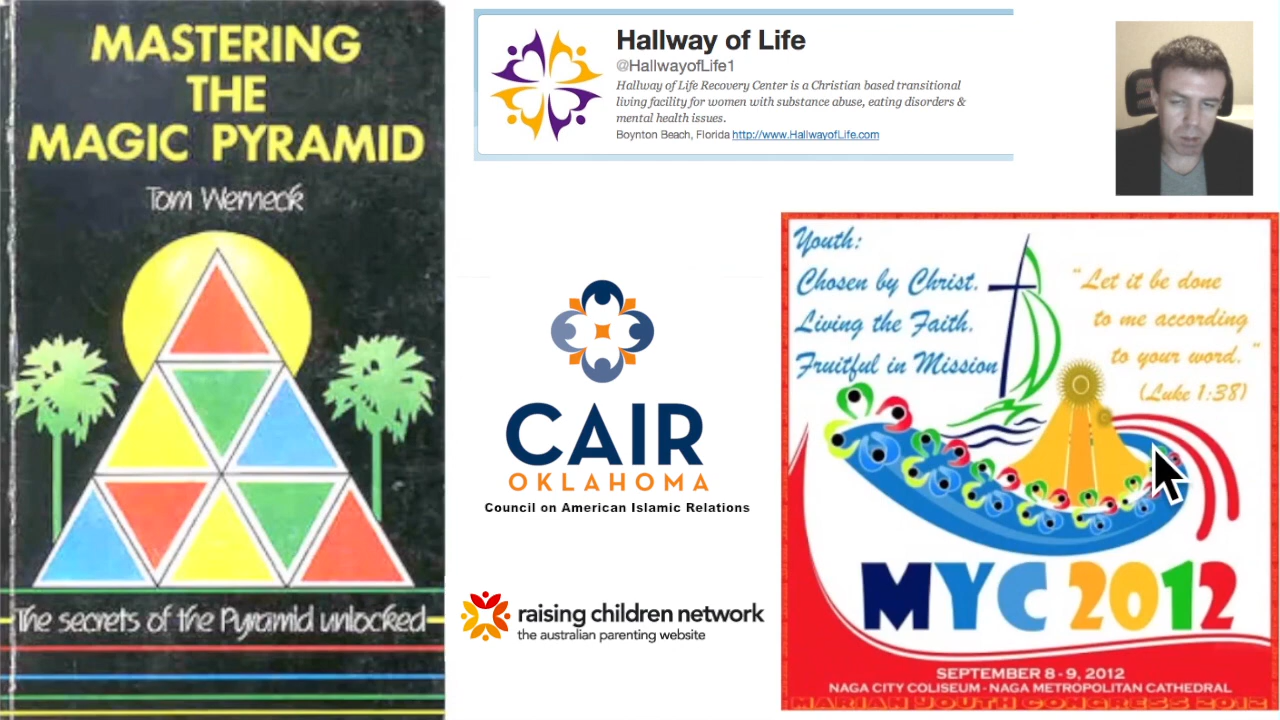 MASTERING
THE
MAGIC PYRAMID
Tom Werneck
The secrets of the Pyramid unlocked
Hallway of Life
@HallwayofLife1
Hallway of Life Recovery Center is a Christian based transitional
living facility for women with substance abuse, eating disorders &
mental health issues.
Boynton Beach, Florida http://www.HallwayofLife.com
CAIR
OKLAHOMA
Council on American Islamic Relations
raising children network
the australian parenting website
Youth:
Chosen by Christ.
Living the Faith.
Fruitful in Mission
"Let it be done
to me according
to your word."
(Luke 1:38)
MYC 2012
SEPTEMBER 8 - 9, 2012
NAGA CITY COLISEUM - NAGA METROPOLITAN CATHEDRAL
MARIAN YOUTH CONGRESS 2012